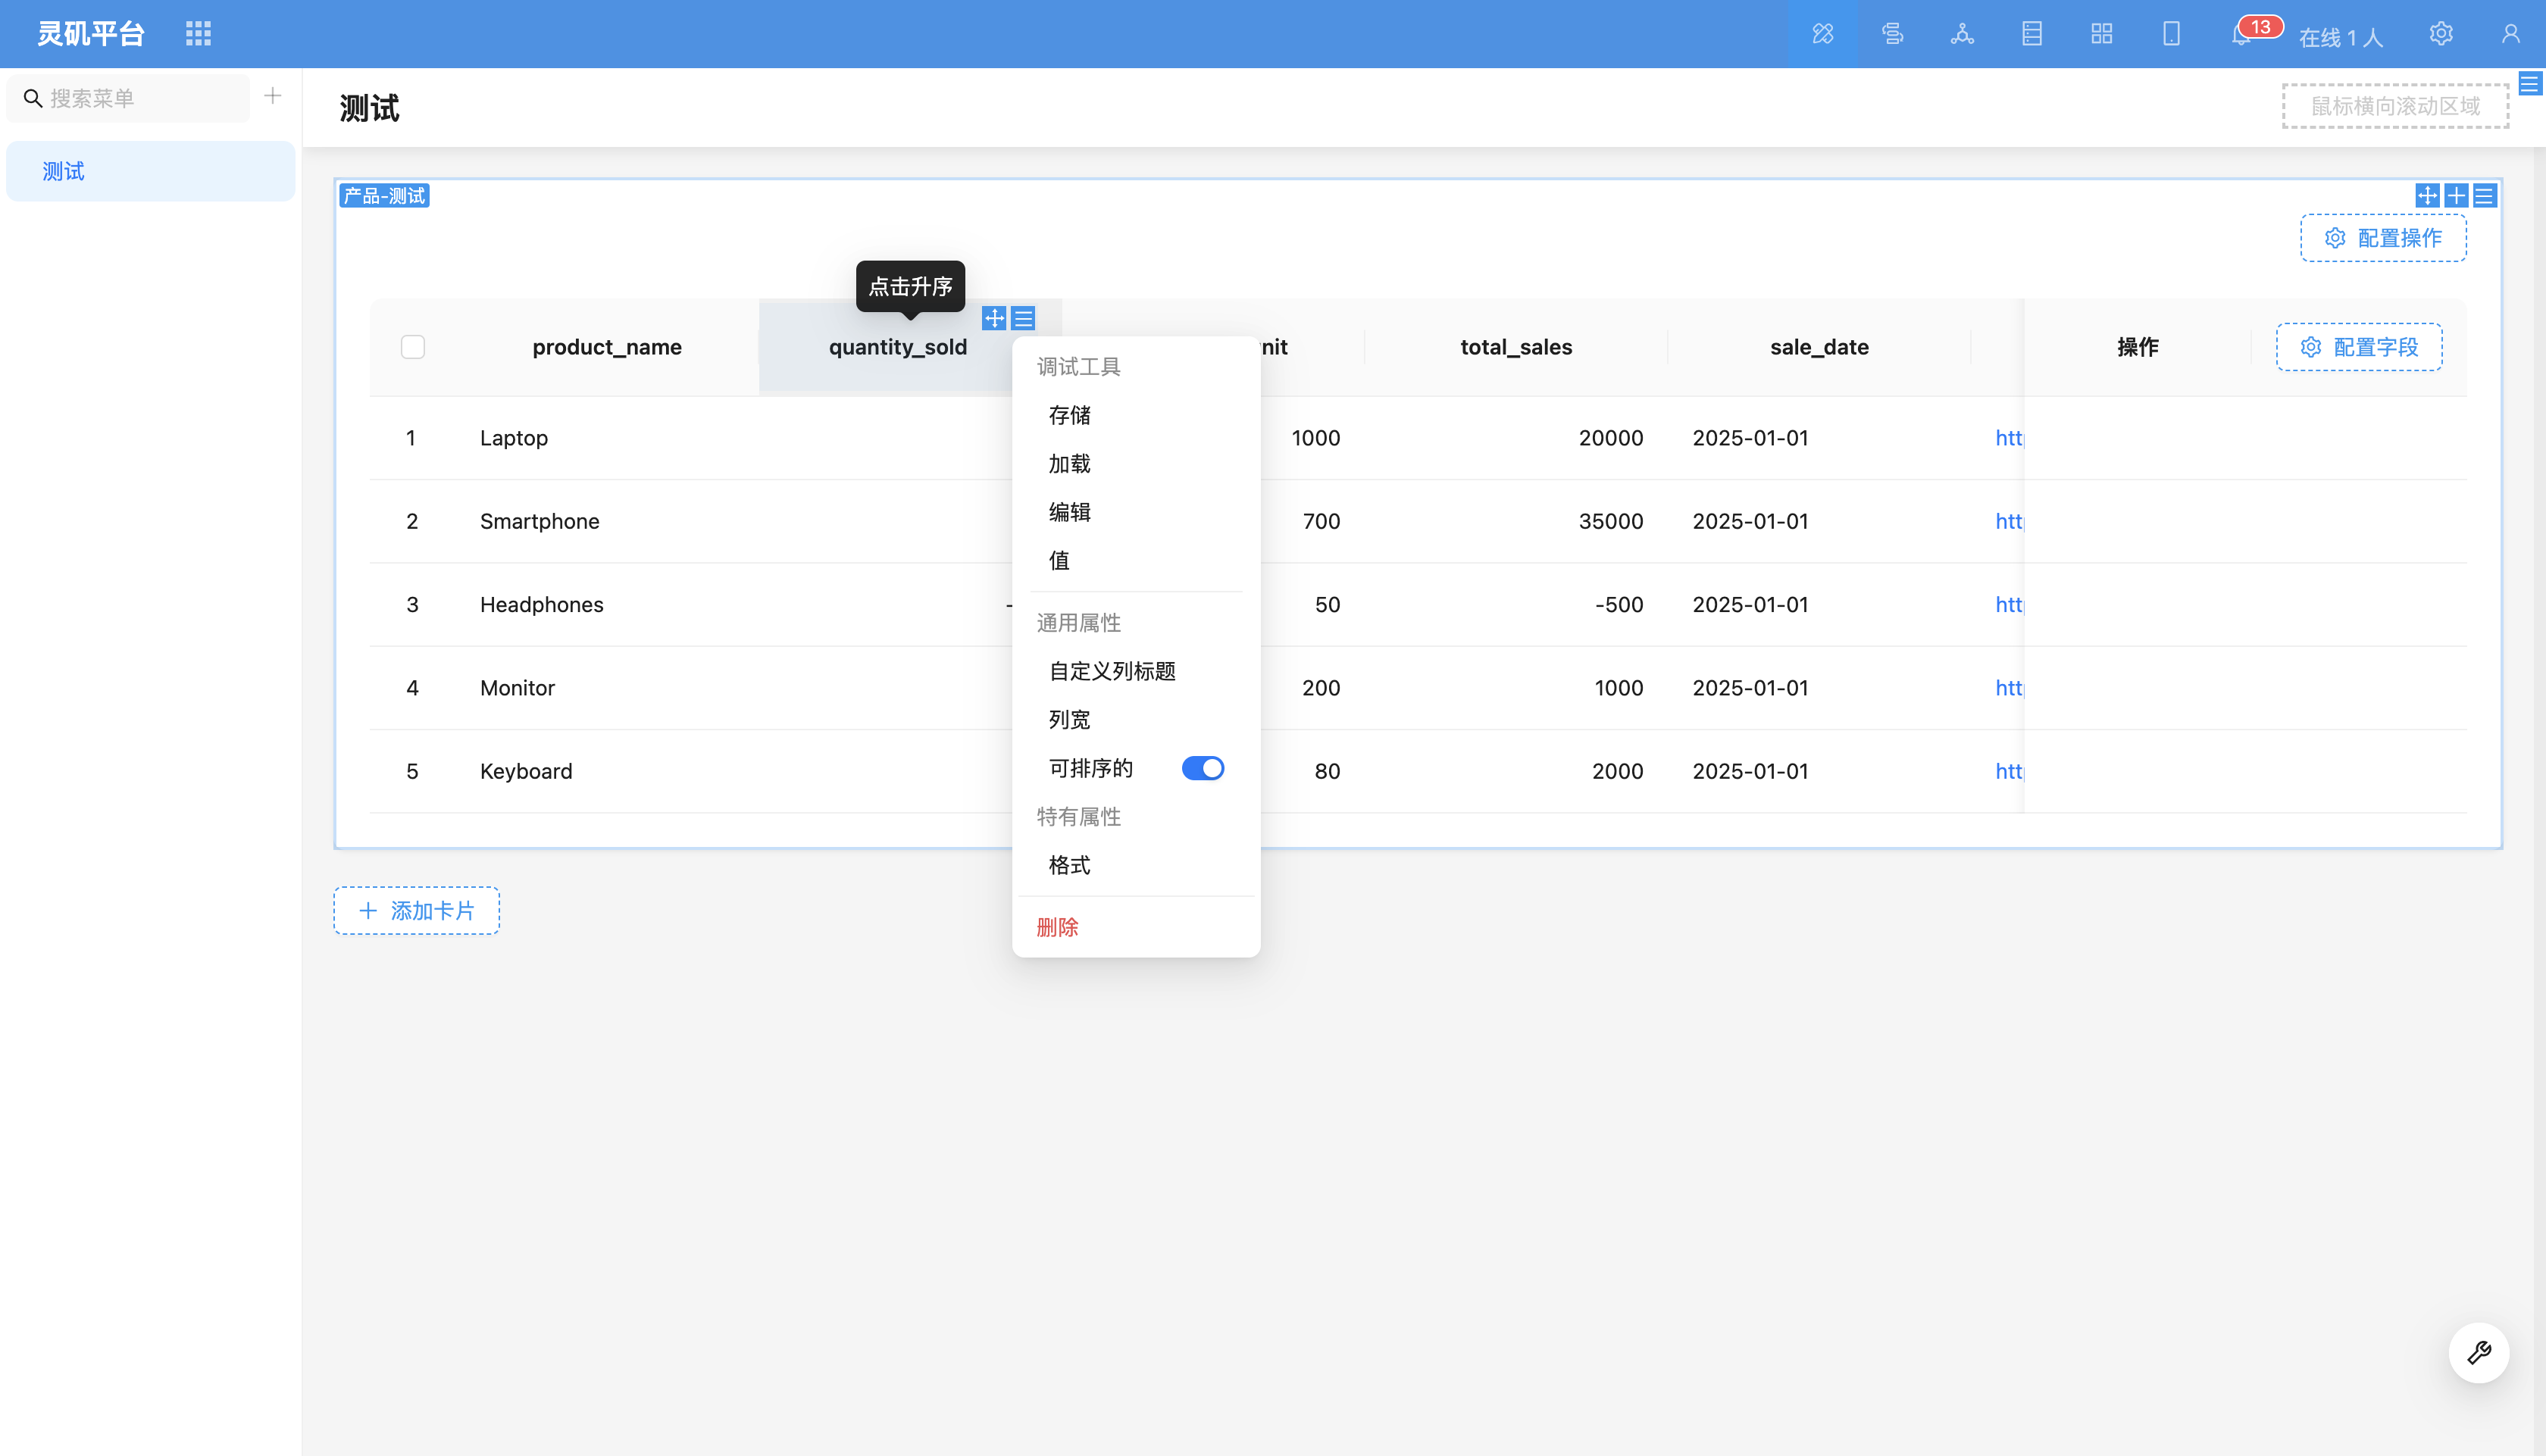 灵矶平台
13
在线 1 人
搜索菜单
测试
测试
鼠标横向滚动区域
产品-测试
配置操作
点击升序
product_name
quantity_sold
nit
total_sales
sale_date
操作
配置字段
1 Laptop 1000 20000 2025-01-01 http
2 Smartphone 700 35000 2025-01-01 http
3 Headphones - 50 -500 2025-01-01 http
4 Monitor 200 1000 2025-01-01 http
5 Keyboard 80 2000 2025-01-01 http
调试工具
存储
加载
编辑
值
通用属性
自定义列标题
列宽
可排序的
特有属性
格式
删除
添加卡片